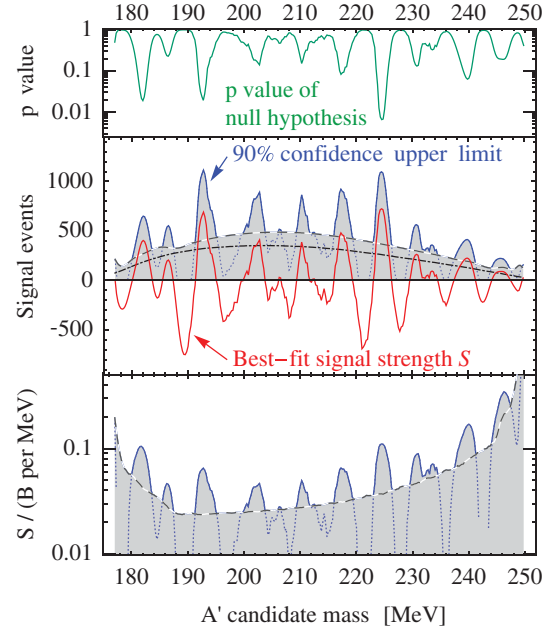 180 190 200 210 220 230 240 250
1
0.1
0.01
p value
p value of
null hypothesis
90% confidence upper limit
1000
500
0
-500
Signal events
Best−fit signal strength S
0.1
0.01
S / (B per MeV)
180 190 200 210 220 230 240 250
A' candidate mass [MeV]